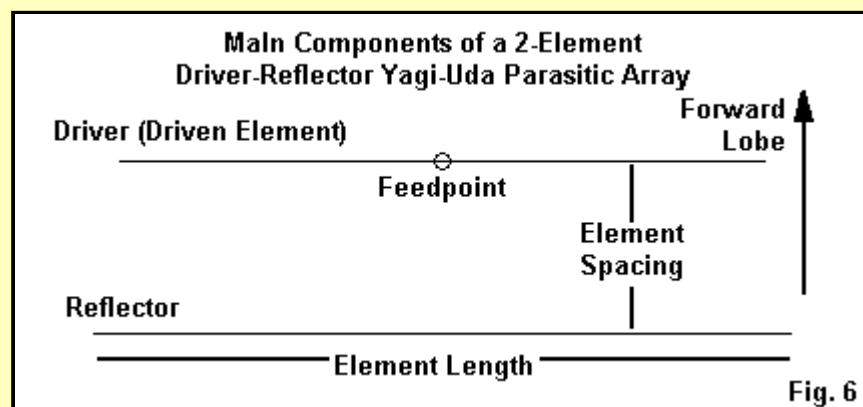 MaIn Components of a 2-Element
Driver-Reflector Yagi-Uda Parasitic Array
Forward
Lobe
Driver (Driven Element)
Feedpoint
Element
Spacing
Reflector
Element Length
Fig. 6